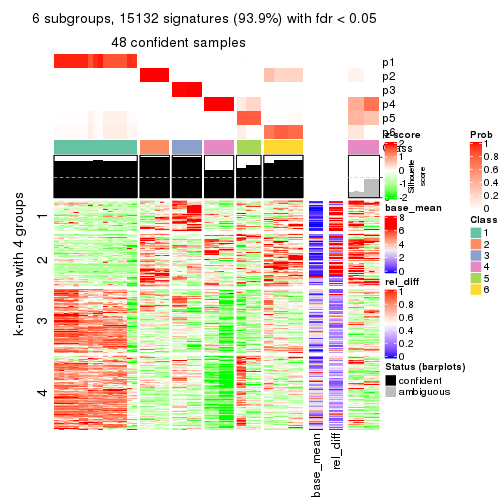 6 subgroups, 15132 signatures (93.9%) with fdr < 0.05
48 confident samples
p1
p2
p3
p4
p5
p6
z-score
2
1
0
-1
-2
Class
Silhouette
score
base_mean
8
6
4
2
0
rel_diff
1
0.8
0.6
0.4
0.2
0
Status (barplots)
confident
ambiguous
Prob
1
0.8
0.6
0.4
0.2
0
Class
1
2
3
4
5
6
k-means with 4 groups
1
2
3
4
base_mean
rel_diff